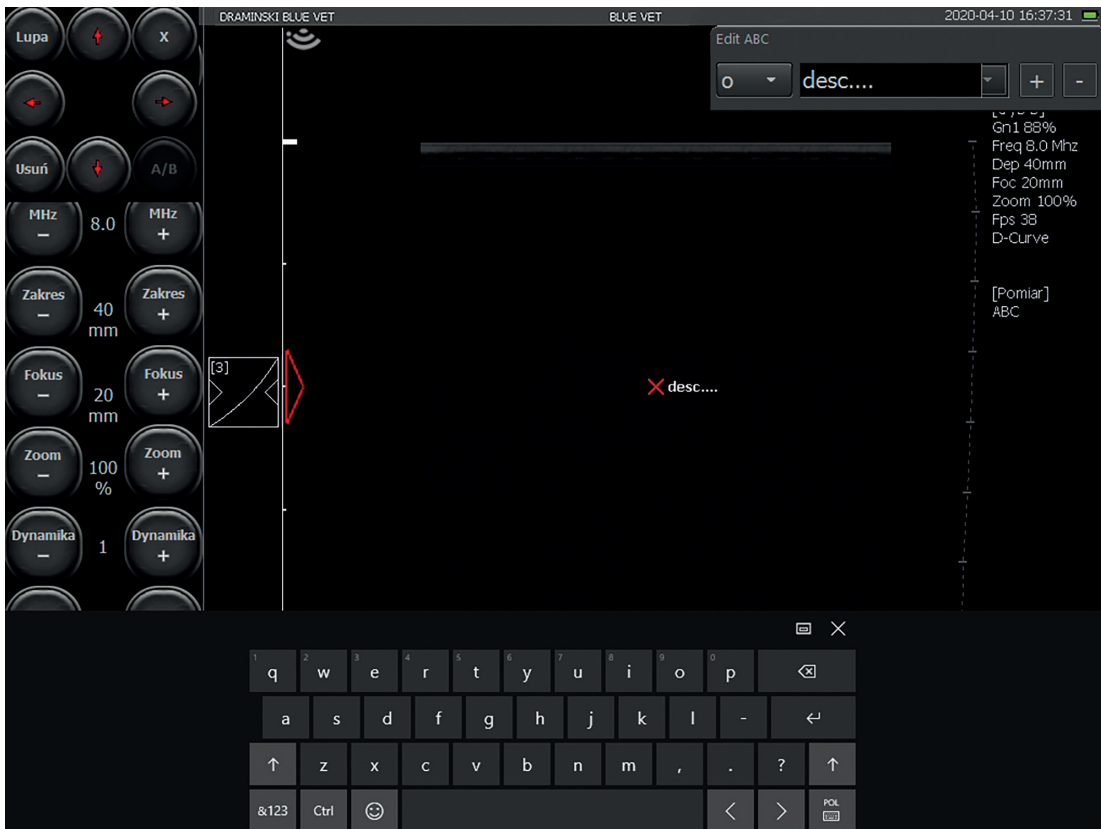 DRAMINSKI BLUE VET
BLUE VET
2020-04-10 16:37:31
Lupa
X
Usuń
A/B
MHz
–
8.0
MHz
+
Zakres
–
40
mm
Zakres
+
Fokus
–
20
mm
Fokus
+
Zoom
–
100
%
Zoom
+
Dynamika
–
1
Dynamika
+
[3]
Edit ABC
o
desc....
+
-
Gn1 88%
Freq 8.0 Mhz
Dep 40mm
Foc 20mm
Zoom 100%
Fps 38
D-Curve
[Pomiar]
ABC
desc....
1 2 3 4 5 6 7 8 9 0
q w e r t y u i o p
a s d f g h j k l -
z x c v b n m , . ?
&123 Ctrl POL